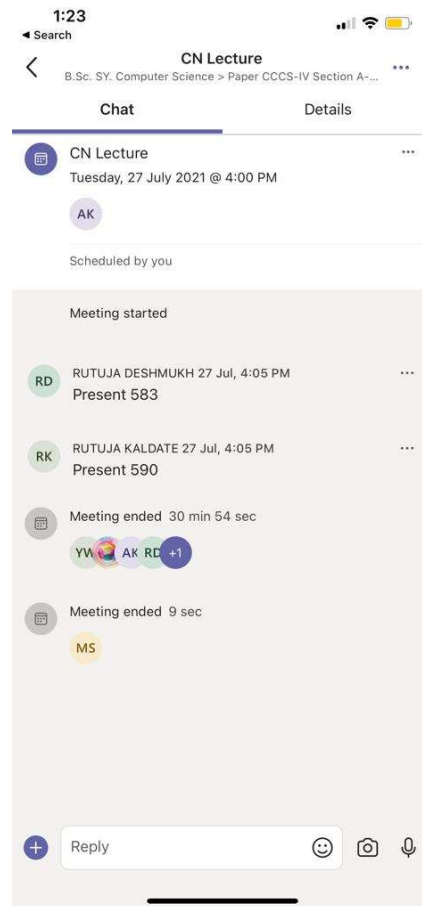 1:23
◄ Search
CN Lecture
B.Sc. SY. Computer Science > Paper CCCS-IV Section A-...
Chat
Details
CN Lecture
Tuesday, 27 July 2021 @ 4:00 PM
AK
Scheduled by you
Meeting started
RD
RUTUJA DESHMUKH 27 Jul, 4:05 PM
Present 583
RK
RUTUJA KALDATE 27 Jul, 4:05 PM
Present 590
Meeting ended 30 min 54 sec
YW AK RD +1
Meeting ended 9 sec
MS
Reply